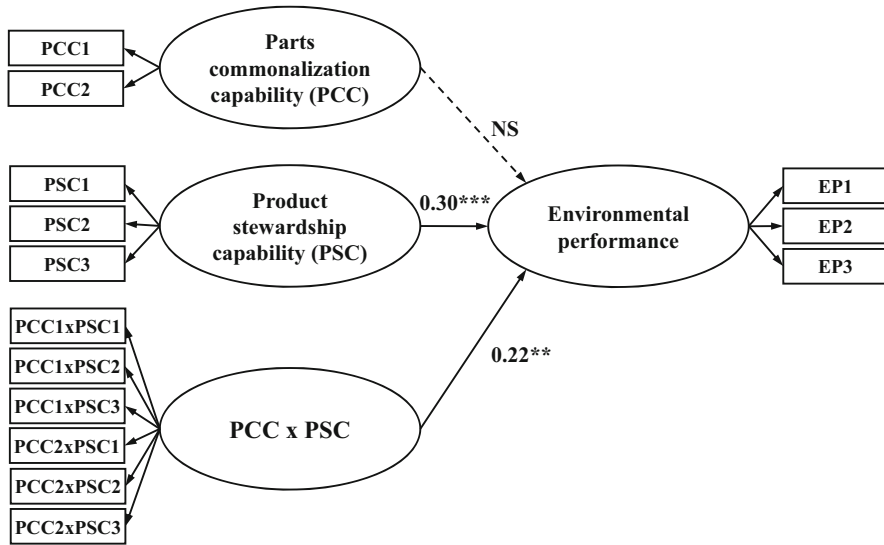 PCC1
PCC2
Parts
commonalization
capability (PCC)
NS
PSC1
PSC2
PSC3
Product
stewardship
capability (PSC)
0.30***
Environmental
performance
EP1
EP2
EP3
PCC1xPSC1
PCC1xPSC2
PCC1xPSC3
PCC2xPSC1
PCC2xPSC2
PCC2xPSC3
PCC x PSC
0.22**